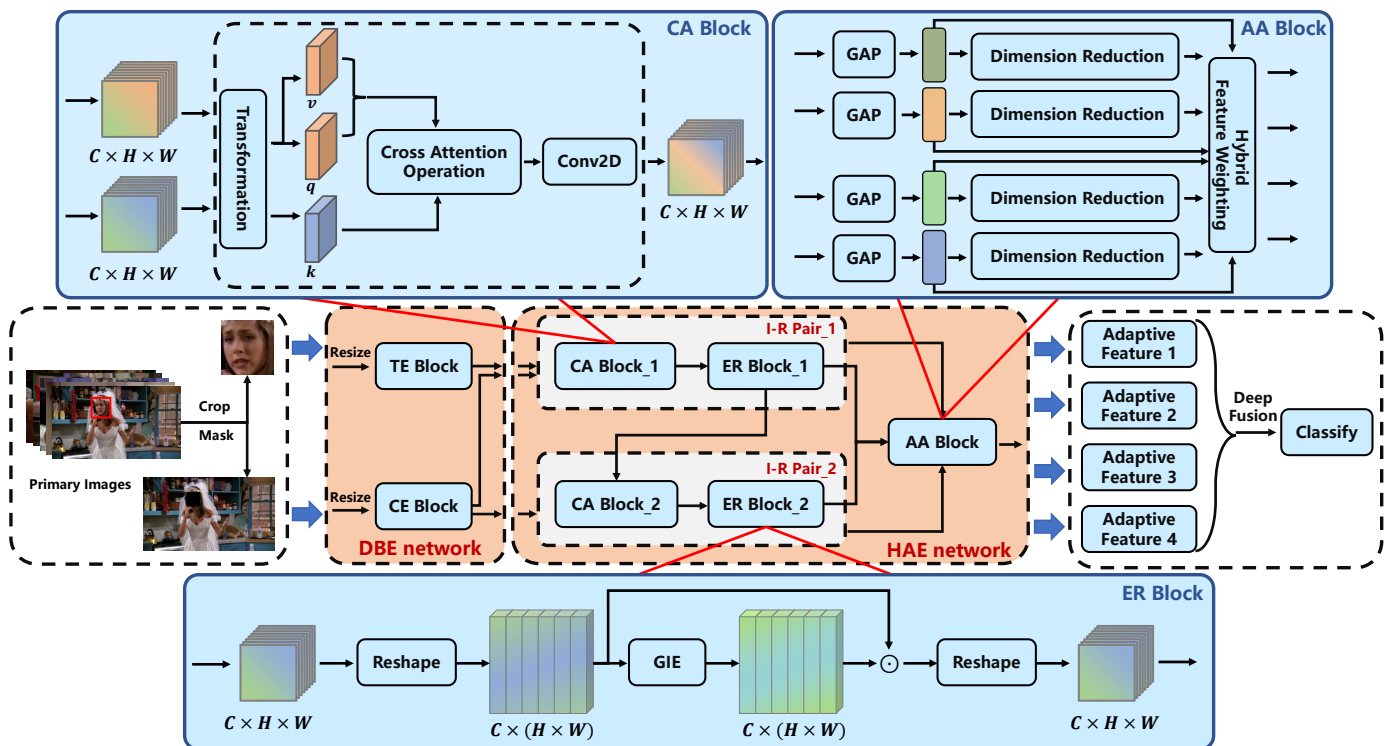 CA Block
C × H × W
C × H × W
Transformation
v
q
k
Cross Attention
Operation
Conv2D
C × H × W
AA Block
GAP
Dimension Reduction
GAP
Dimension Reduction
GAP
Dimension Reduction
GAP
Dimension Reduction
Hybrid
Feature Weighting
Primary Images
Crop
Mask
Resize
TE Block
Resize
CE Block
DBE network
I-R Pair_1
CA Block_1
ER Block_1
I-R Pair_2
CA Block_2
ER Block_2
AA Block
HAE network
Adaptive
Feature 1
Adaptive
Feature 2
Adaptive
Feature 3
Adaptive
Feature 4
Deep
Fusion
Classify
ER Block
C × H × W
Reshape
C × (H × W)
GIE
C × (H × W)
Reshape
C × H × W